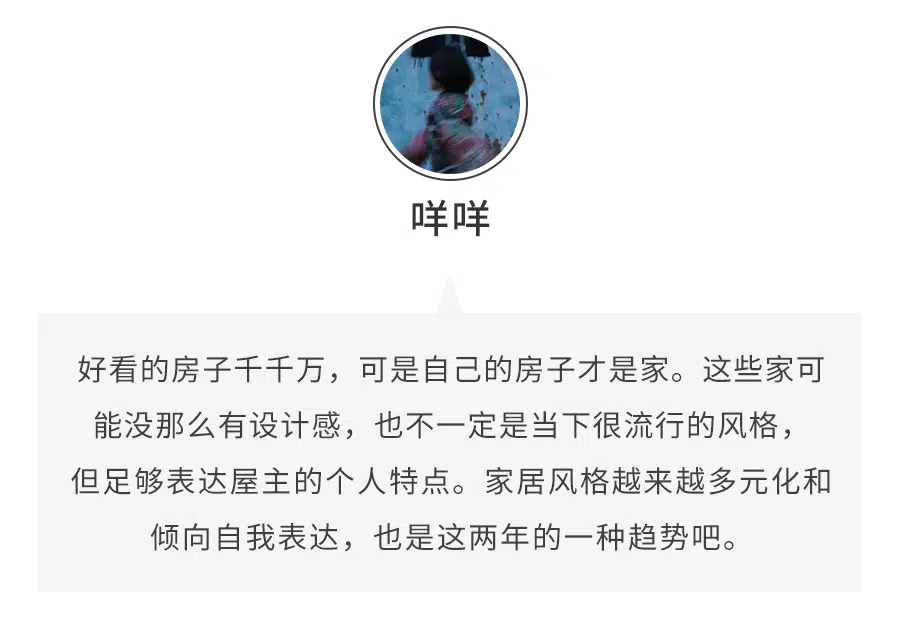 咩咩
好看的房子千千万，可是自己的房子才是家。这些家可
能没那么有设计感，也不一定是当下很流行的风格，
但足够表达屋主的个人特点。家居风格越来越多元化和
倾向自我表达，也是这两年的一种趋势吧。